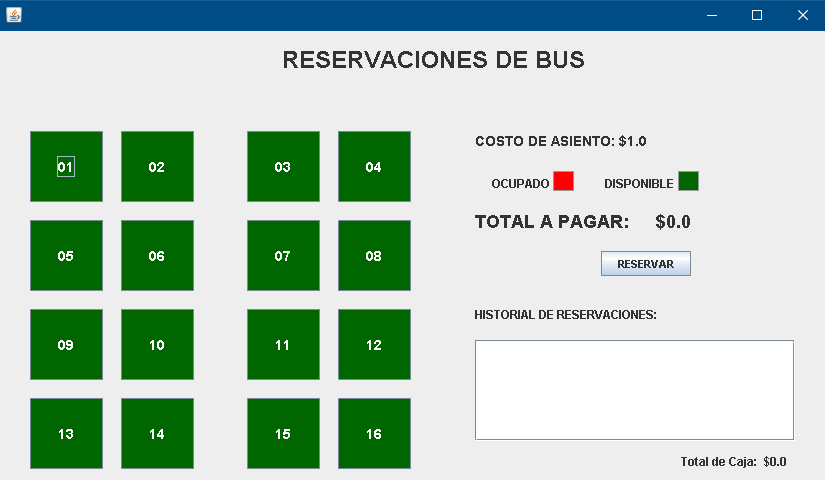 RESERVACIONES DE BUS
01 02 03 04
COSTO DE ASIENTO: $1.0
OCUPADO DISPONIBLE
TOTAL A PAGAR: $0.0
05 06 07 08
RESERVAR
HISTORIAL DE RESERVACIONES:
09 10 11 12
13 14 15 16
Total de Caja: $0.0